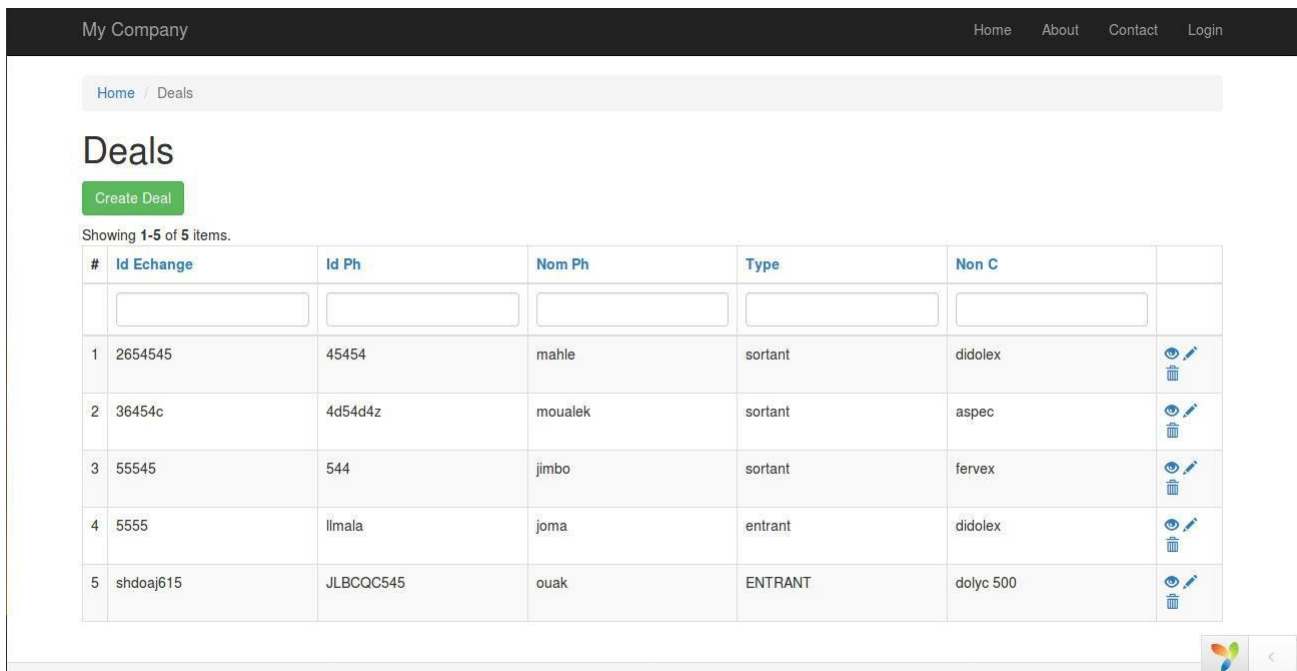 My Company Home About Contact Login
Home / Deals
Deals
Create Deal
Showing 1-5 of 5 items.
# Id Echange Id Ph Nom Ph Type Non C
1 2654545 45454 mahle sortant didolex
2 36454c 4d54d4z moualek sortant aspec
3 55545 544 jimbo sortant fervex
4 5555 llmala joma entrant didolex
5 shdoaj615 JLBCQC545 ouak ENTRANT dolyc 500